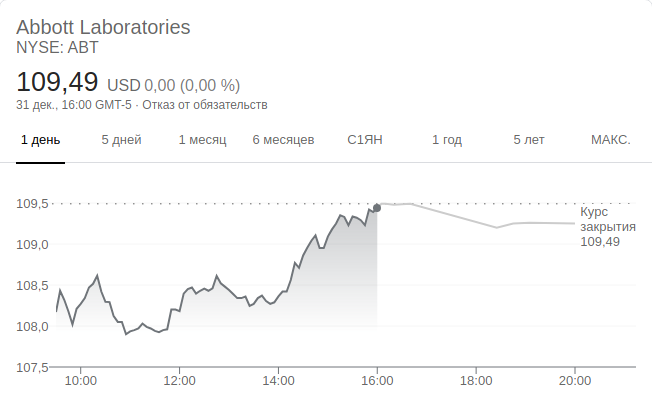 Abbott Laboratories
NYSE: ABT
109,49 USD 0,00 (0,00 %)
31 дек., 16:00 GMT-5 · Отказ от обязательств
1 день 5 дней 1 месяц 6 месяцев С1ЯН 1 год 5 лет МАКС.
109,5
109,0
108,5
108,0
107,5
Курс
закрытия
109,49
10:00 12:00 14:00 16:00 18:00 20:00